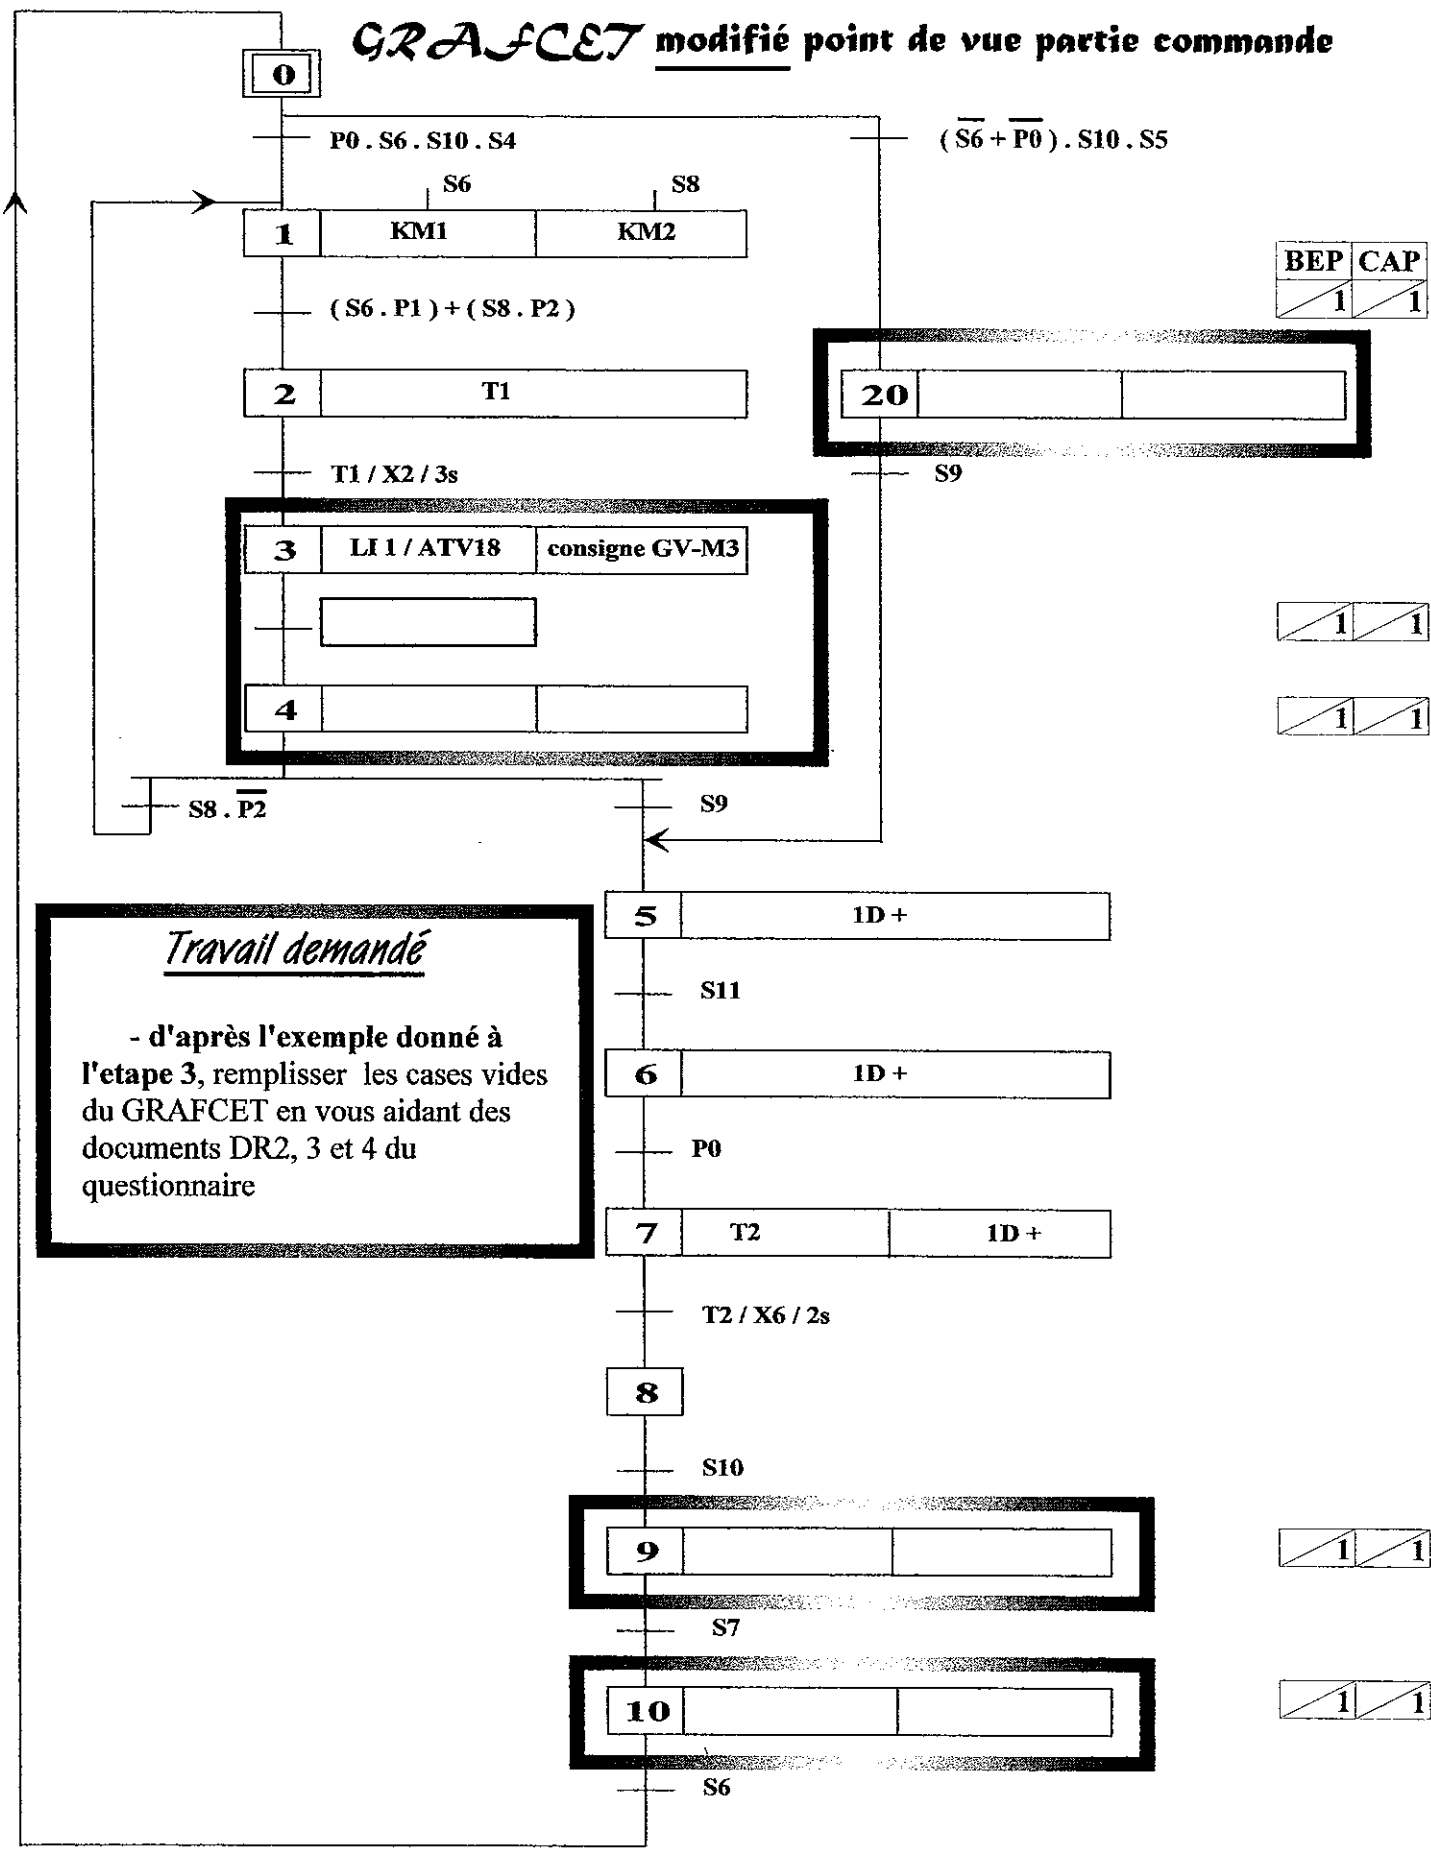 GRAFCET modifié point de vue partie commande
0
P0 . S6 . S10 . S4
( S̅6̅ + P̅0̅ ) . S10 . S5
S6
S8
1 KM1 KM2
BEP CAP
1 1
( S6 . P1 ) + ( S8 . P2 )
2 T1
20
T1 / X2 / 3s
S9
3 LI 1 / ATV18 consigne GV-M3
1 1
4
1 1
S8 . P̅2̅
S9
5 1D +
Travail demandé
S11
- d'après l'exemple donné à
l'etape 3, remplisser les cases vides
du GRAFCET en vous aidant des
documents DR2, 3 et 4 du
questionnaire
6 1D +
P0
7 T2 1D +
T2 / X6 / 2s
8
S10
9
1 1
S7
10
1 1
S6